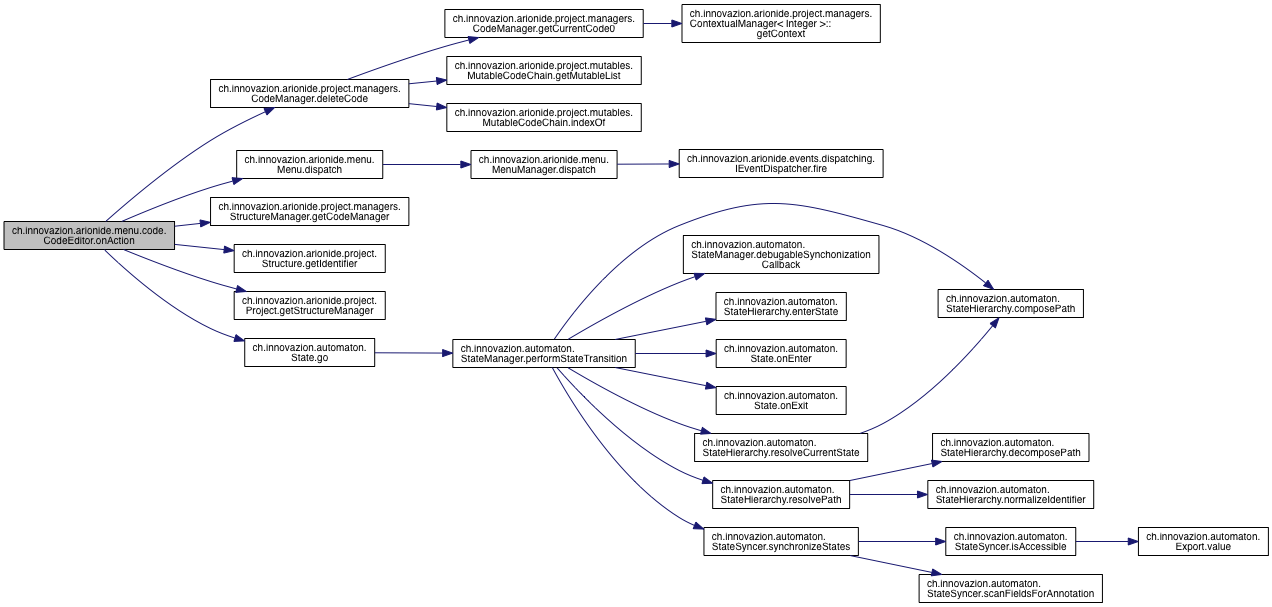 ch.innovazion.arionide.project.managers.
CodeManager.getCurrentCode0
ch.innovazion.arionide.project.managers.
ContextualManager< Integer >::
getContext
ch.innovazion.arionide.project.mutables.
MutableCodeChain.getMutableList
ch.innovazion.arionide.project.managers.
CodeManager.deleteCode
ch.innovazion.arionide.project.mutables.
MutableCodeChain.indexOf
ch.innovazion.arionide.menu.
Menu.dispatch
ch.innovazion.arionide.menu.
MenuManager.dispatch
ch.innovazion.arionide.events.dispatching.
IEventDispatcher.fire
ch.innovazion.arionide.project.managers.
StructureManager.getCodeManager
ch.innovazion.arionide.menu.code.
CodeEditor.onAction
ch.innovazion.automaton.
StateManager.debugableSynchonization
Callback
ch.innovazion.arionide.project.
Structure.getIdentifier
ch.innovazion.arionide.project.
Project.getStructureManager
ch.innovazion.automaton.
StateHierarchy.enterState
ch.innovazion.automaton.
StateHierarchy.composePath
ch.innovazion.automaton.
State.go
ch.innovazion.automaton.
StateManager.performStateTransition
ch.innovazion.automaton.
State.onEnter
ch.innovazion.automaton.
State.onExit
ch.innovazion.automaton.
StateHierarchy.resolveCurrentState
ch.innovazion.automaton.
StateHierarchy.decomposePath
ch.innovazion.automaton.
StateHierarchy.resolvePath
ch.innovazion.automaton.
StateHierarchy.normalizeIdentifier
ch.innovazion.automaton.
StateSyncer.synchronizeStates
ch.innovazion.automaton.
StateSyncer.isAccessible
ch.innovazion.automaton.
Export.value
ch.innovazion.automaton.
StateSyncer.scanFieldsForAnnotation